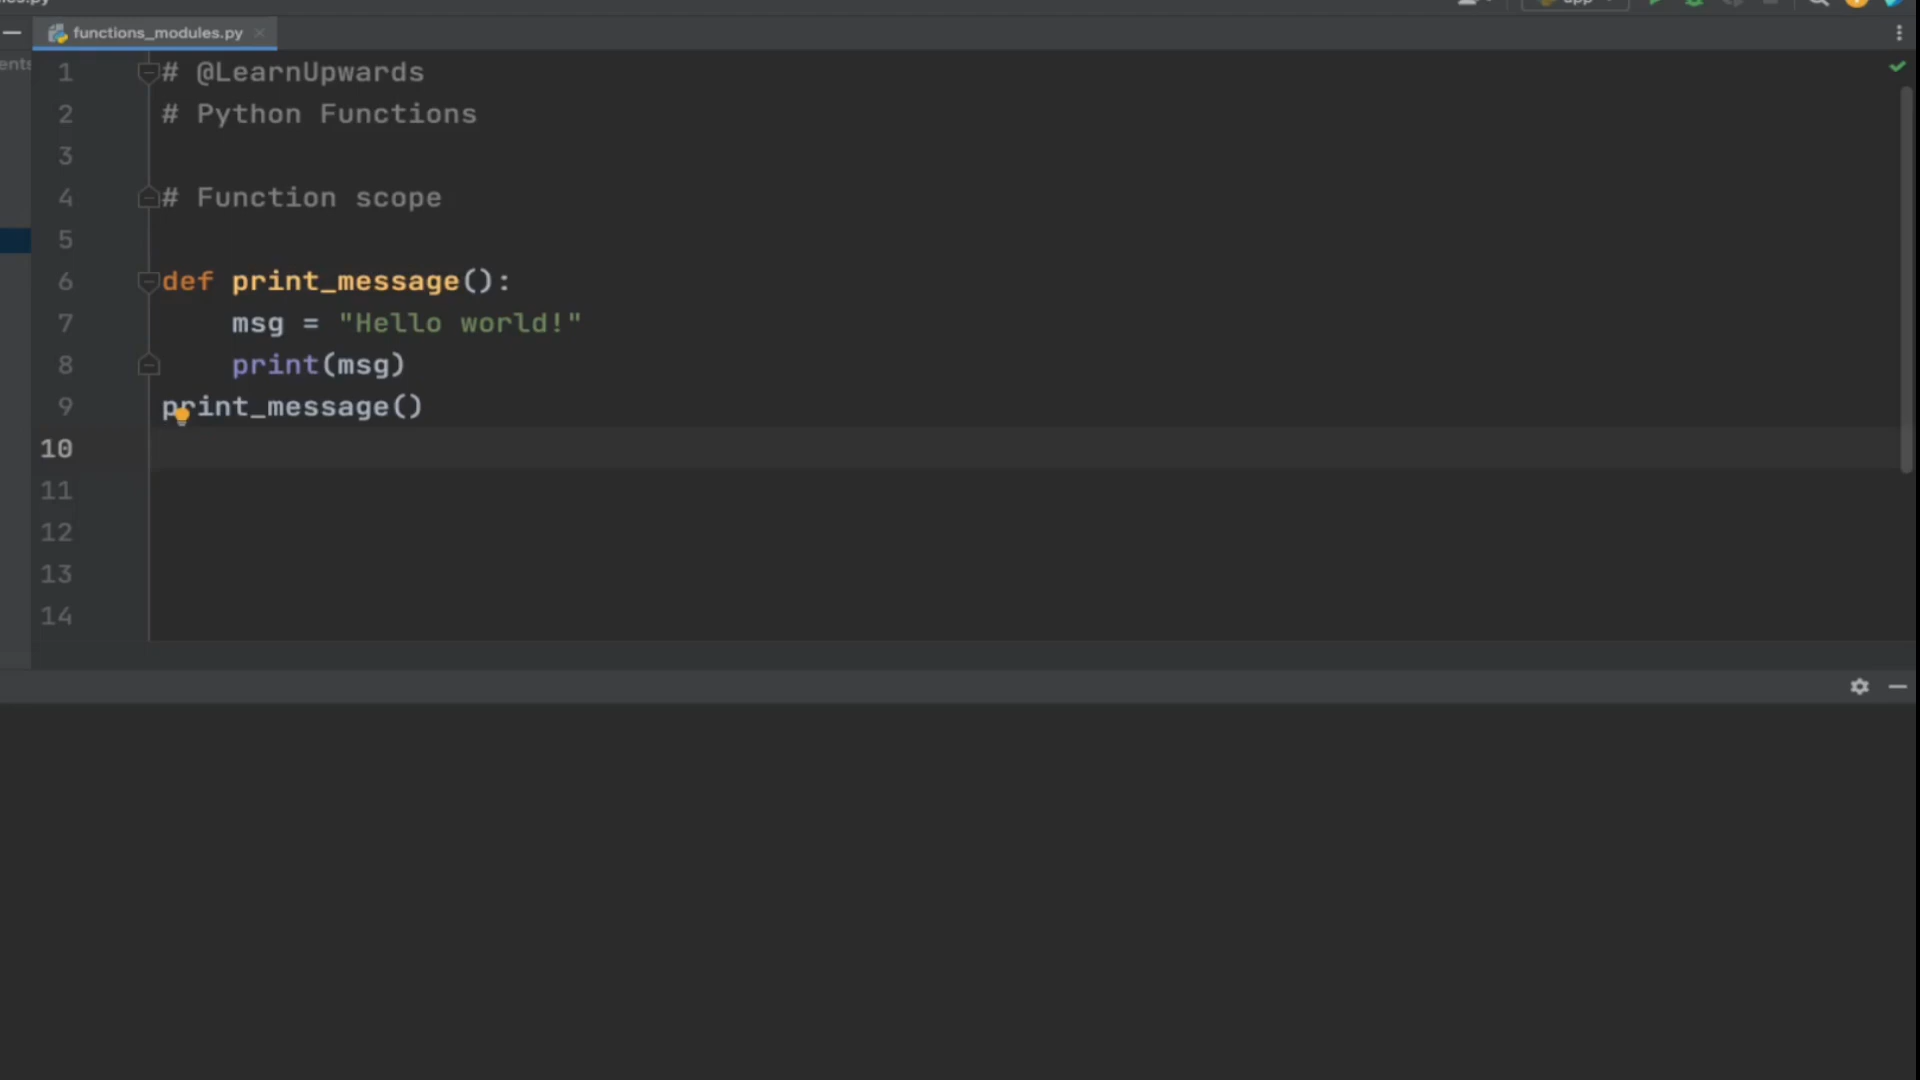 functions_modules.py
1 # @LearnUpwards
2 # Python Functions
3
4 # Function scope
5
6 def print_message():
7 msg = "Hello world!"
8 print(msg)
9 print_message()
10
11
12
13
14